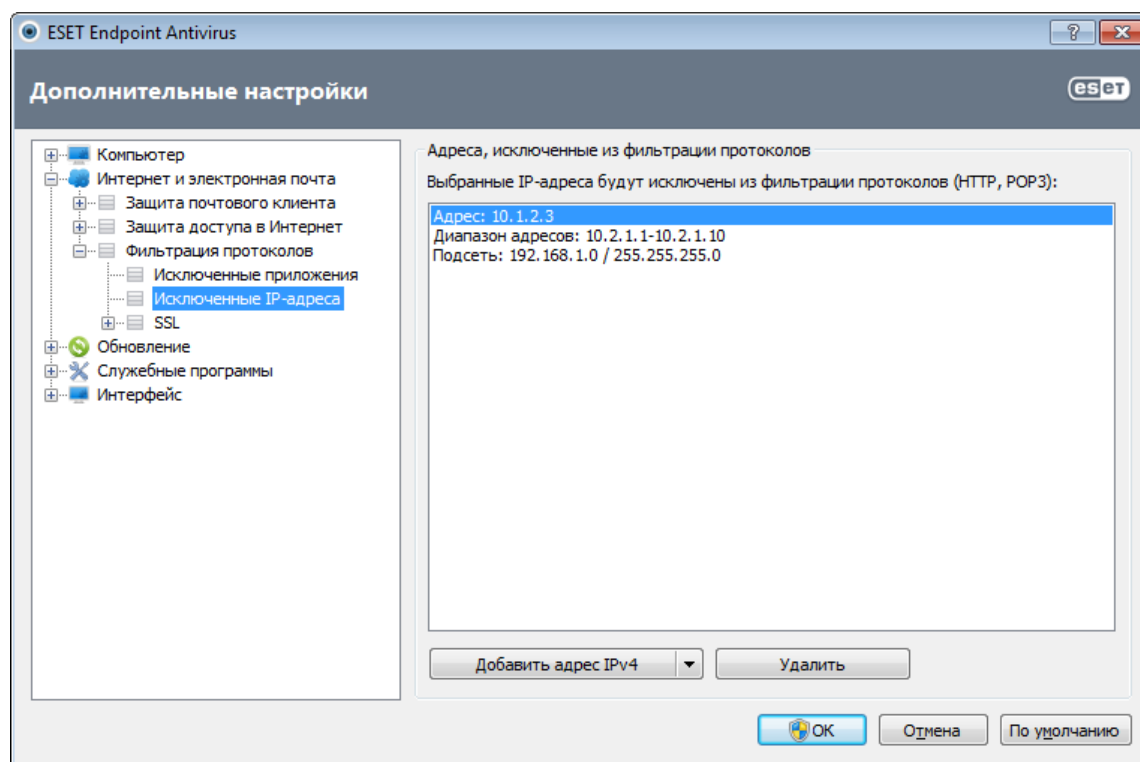 ESET Endpoint Antivirus
?
Дополнительные настройки
eset
Компьютер
Интернет и электронная почта
Защита почтового клиента
Защита доступа в Интернет
Фильтрация протоколов
Исключенные приложения
Исключенные IP-адреса
SSL
Обновление
Служебные программы
Интерфейс
Адреса, исключенные из фильтрации протоколов
Выбранные IP-адреса будут исключены из фильтрации протоколов (HTTP, POP3):
Адрес: 10.1.2.3
Диапазон адресов: 10.2.1.1-10.2.1.10
Подсеть: 192.168.1.0 / 255.255.255.0
Добавить адрес IPv4
Удалить
OK
Отмена
По умолчанию